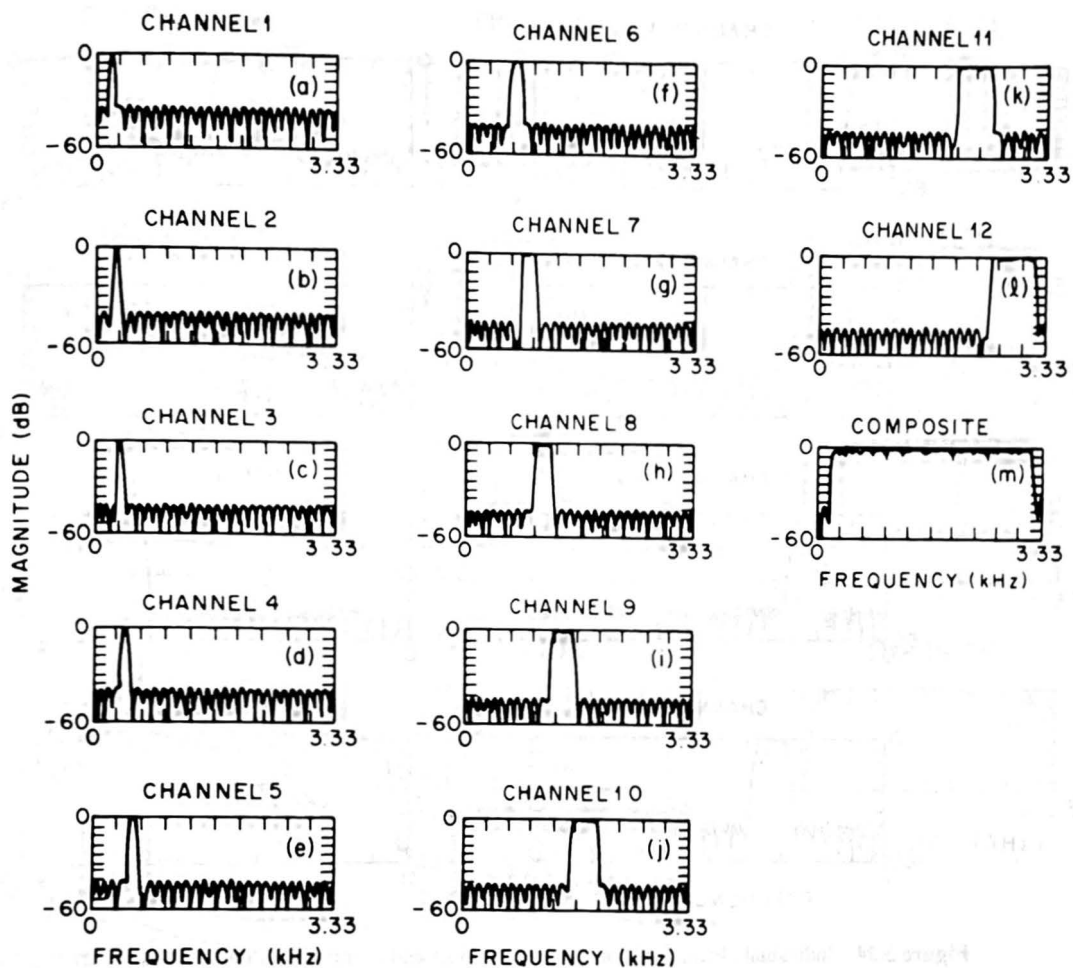 CHANNEL 1
0
(a)
-60
0
3.33
CHANNEL 2
0
(b)
-60
0
3.33
CHANNEL 3
0
(c)
-60
0
3.33
CHANNEL 4
0
(d)
-60
0
3.33
CHANNEL 5
0
(e)
-60
0
3.33
FREQUENCY (kHz)
MAGNITUDE (dB)
CHANNEL 6
0
(f)
-60
0
3.33
CHANNEL 7
0
(g)
-60
0
3.33
CHANNEL 8
0
(h)
-60
0
3.33
CHANNEL 9
0
(i)
-60
0
3.33
CHANNEL 10
0
(j)
-60
0
3.33
FREQUENCY (kHz)
CHANNEL 11
0
(k)
-60
0
3.33
CHANNEL 12
0
(l)
-60
0
3.33
COMPOSITE
0
(m)
-60
0
3.33
FREQUENCY (kHz)